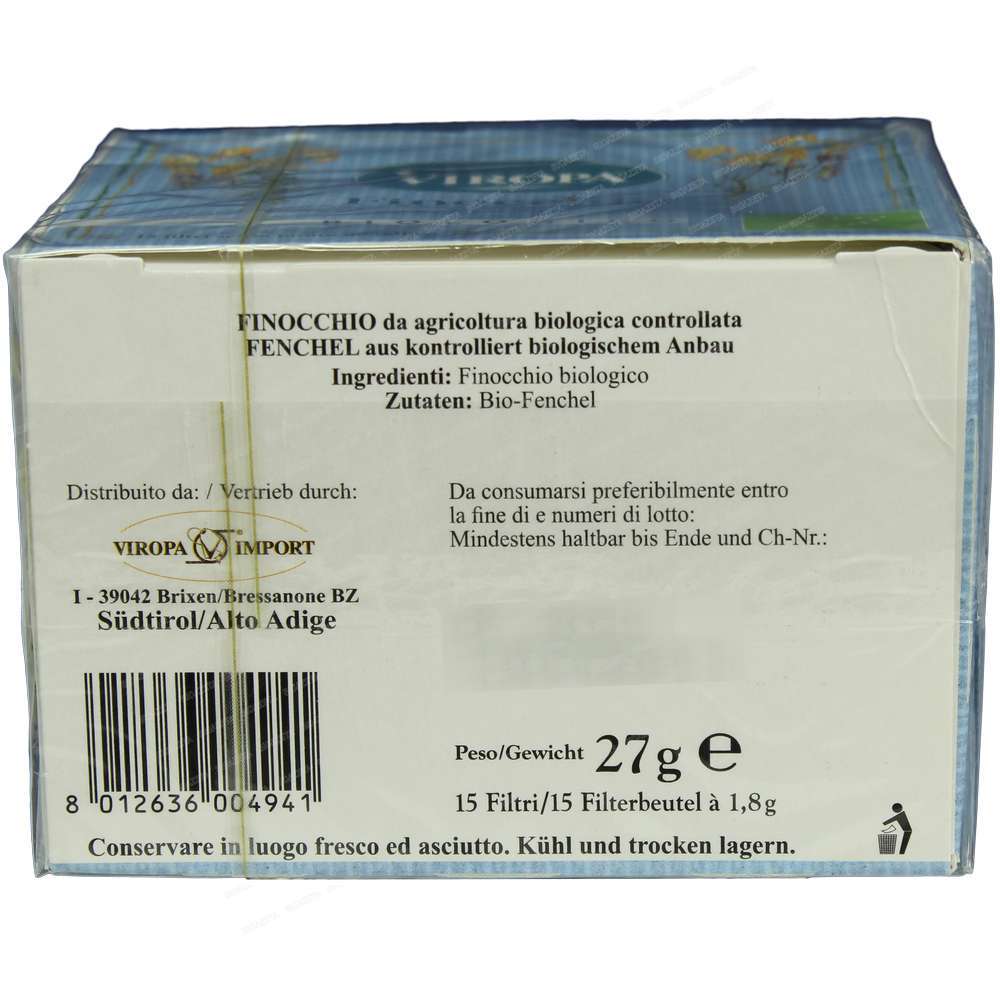 VIROPA
FINOCCHIO da agricoltura biologica controllata
FENCHEL aus kontrolliert biologischem Anbau
Ingredienti: Finocchio biologico
Zutaten: Bio-Fenchel
Distribuito da: / Vertrieb durch:
VIROPA IMPORT
I - 39042 Brixen/Bressanone BZ
Südtirol/Alto Adige
Da consumarsi preferibilmente entro
la fine di e numeri di lotto:
Mindestens haltbar bis Ende und Ch-Nr.:
8 012636 004941
Peso/Gewicht 27g ℮
15 Filtri/15 Filterbeutel à 1,8g
Conservare in luogo fresco ed asciutto. Kühl und trocken lagern.